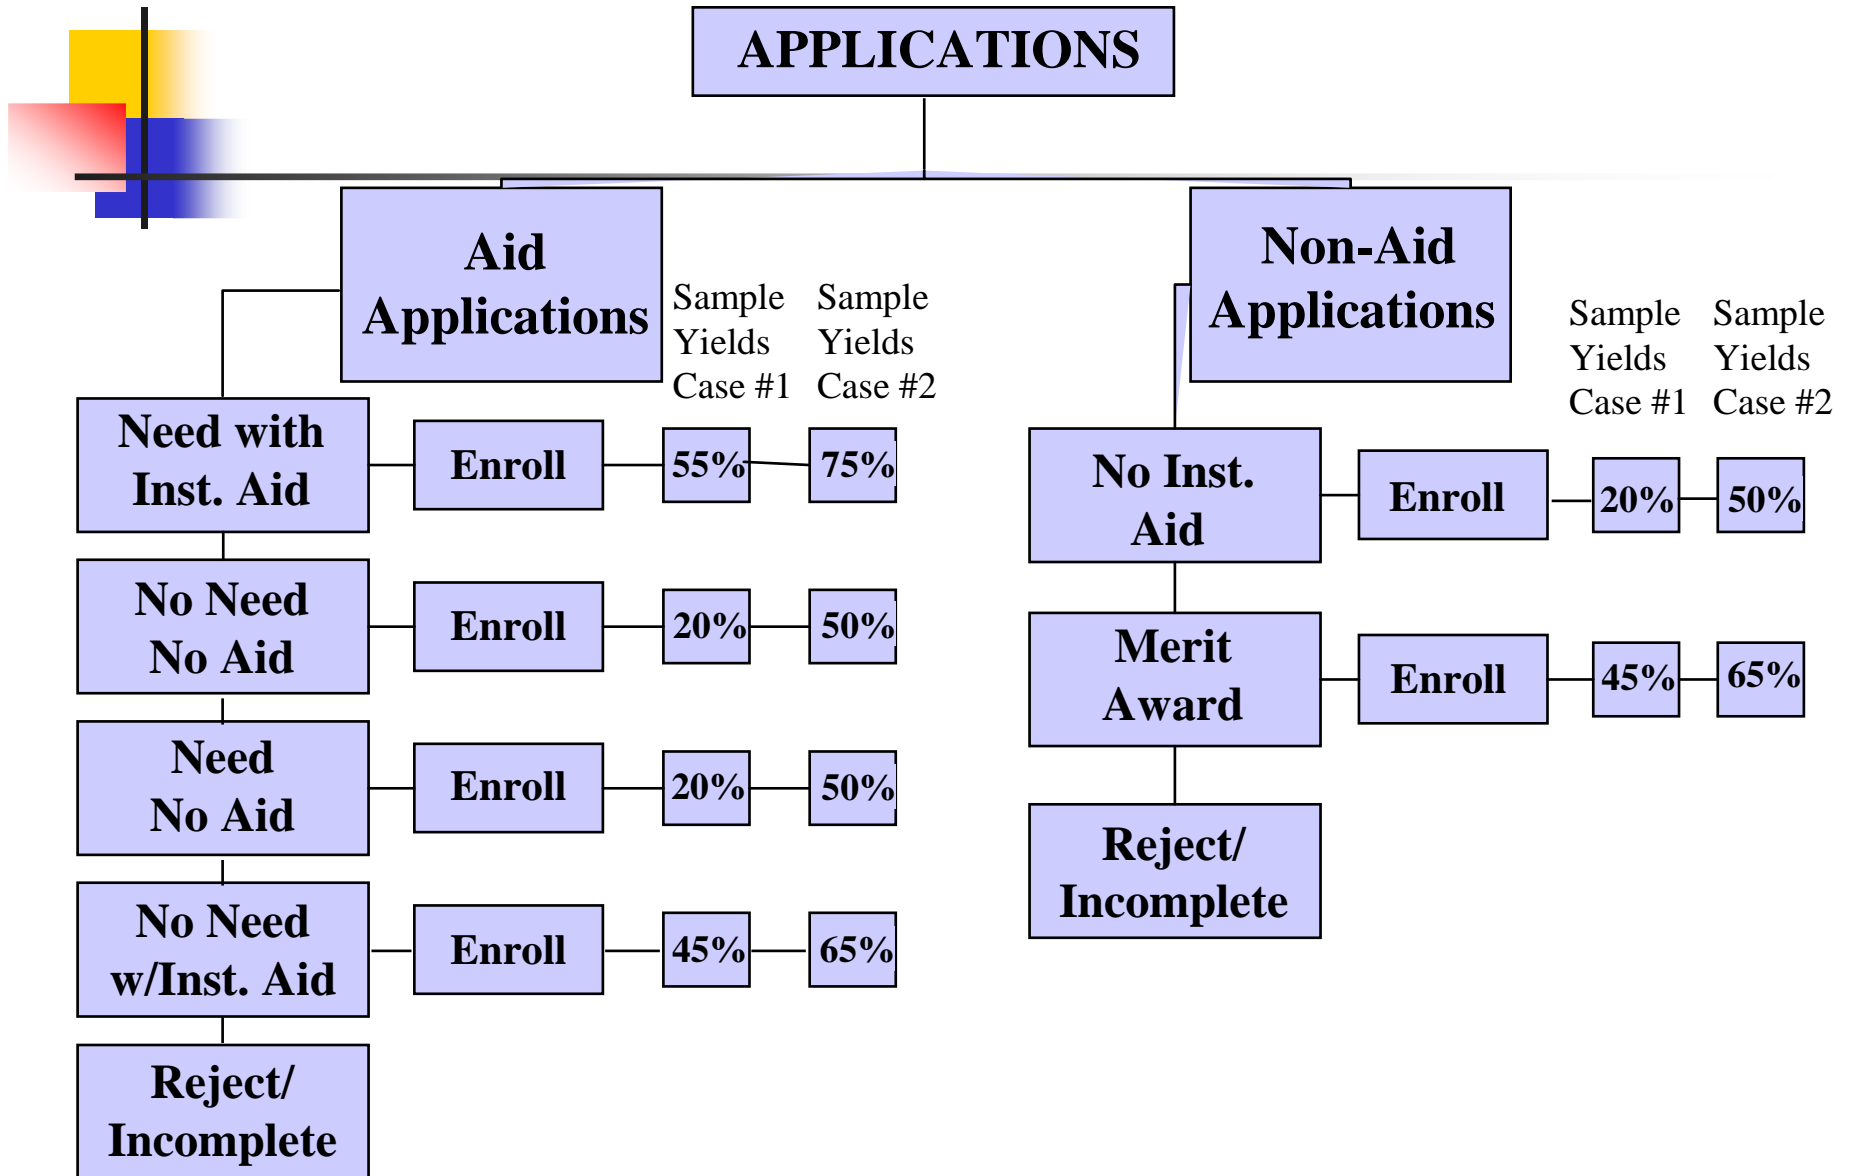 APPLICATIONS
Aid
Applications
Sample
Yields
Case #1
Sample
Yields
Case #2
Need with
Inst. Aid
Enroll
55%
75%
No Need
No Aid
Enroll
20%
50%
Need
No Aid
Enroll
20%
50%
No Need
w/Inst. Aid
Enroll
45%
65%
Reject/
Incomplete
Non-Aid
Applications
Sample
Yields
Case #1
Sample
Yields
Case #2
No Inst.
Aid
Enroll
20%
50%
Merit
Award
Enroll
45%
65%
Reject/
Incomplete